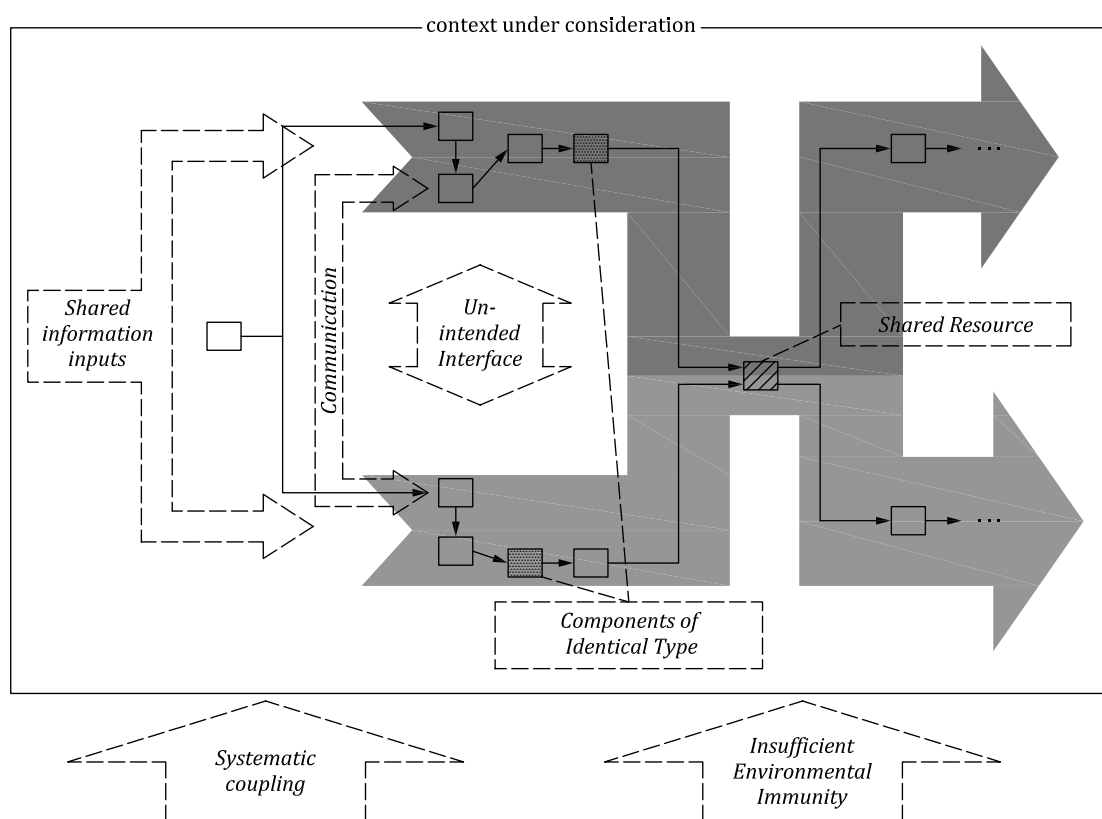 context under consideration
Shared
information
inputs
Communication
Un-
intended
Interface
Shared Resource
...
...
Components of
Identical Type
Systematic
coupling
Insufficient
Environmental
Immunity